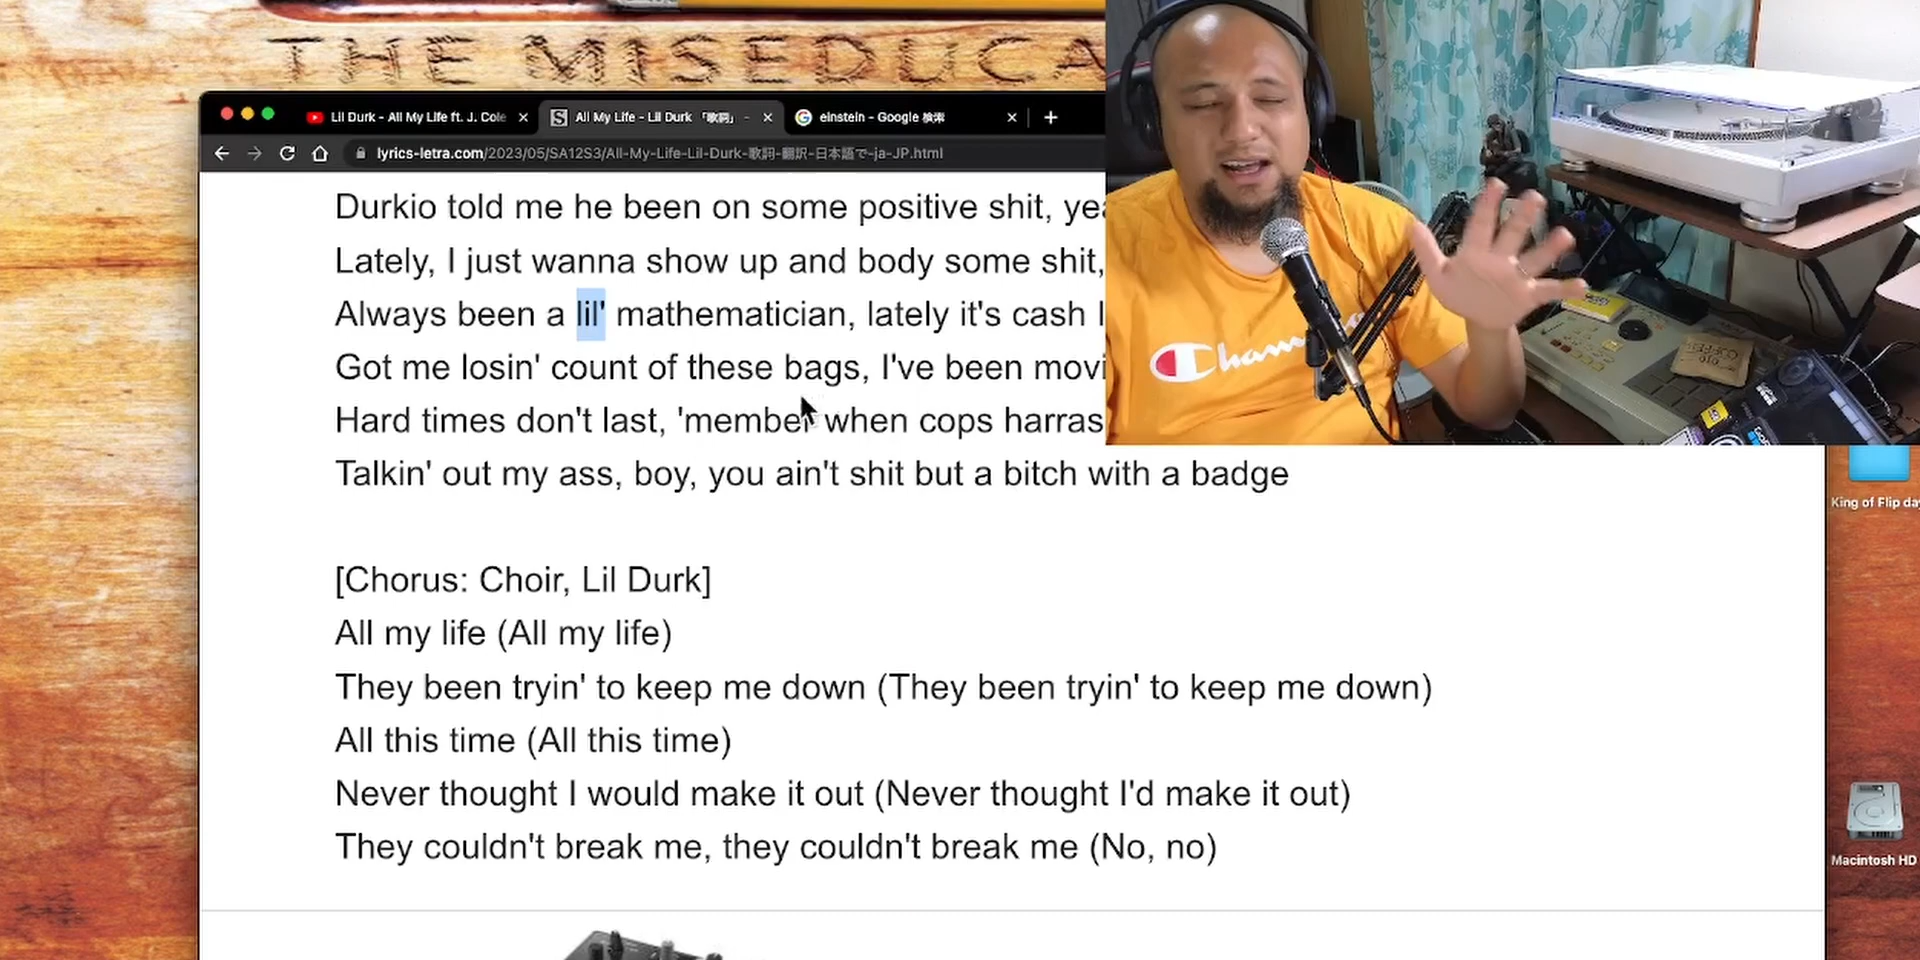 THE MISEDUCA
Lil Durk - All My Life ft. J. Cole
All My Life - Lil Durk 「歌詞」 -
einstein - Google 検索
lyrics-letra.com/2023/05/SA12S3/All-My-Life-Lil-Durk-歌詞-翻訳-日本語で-ja-JP.html
Durkio told me he been on some positive shit, yea
Lately, I just wanna show up and body some shit,
Always been a lil' mathematician, lately it's cash
Got me losin' count of these bags, I've been movi
Hard times don't last, 'member when cops harras
Talkin' out my ass, boy, you ain't shit but a bitch with a badge
[Chorus: Choir, Lil Durk]
All my life (All my life)
They been tryin' to keep me down (They been tryin' to keep me down)
All this time (All this time)
Never thought I would make it out (Never thought I'd make it out)
They couldn't break me, they couldn't break me (No, no)
Cham
King of Flip day
Macintosh HD